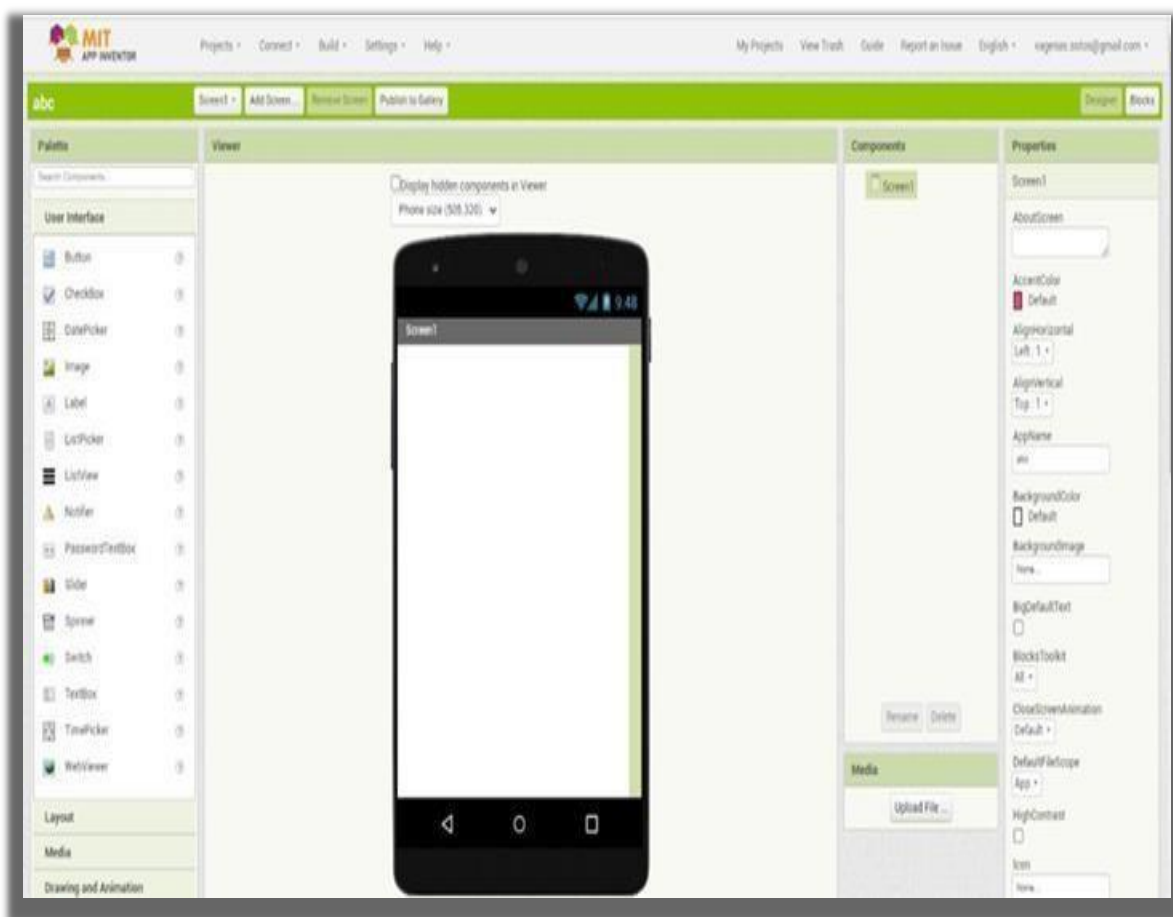 MIT
APP INVENTOR
Projects Connect Build Settings Help
My Projects View Trash Guide Report an Issue English
abc
Screen1 Add Screen ... Remove Screen Publish to Gallery
Designer Blocks
Palette
Search Components...
User Interface
Button
CheckBox
DatePicker
Image
Label
ListPicker
ListView
Notifier
PasswordTextBox
Slider
Spinner
Switch
TextBox
TimePicker
WebViewer
Layout
Media
Drawing and Animation
Viewer
Display hidden components in Viewer
Phone size (505,320)
9:48
Screen1
Components
Screen1
Rename Delete
Media
Upload File ...
Properties
Screen1
AboutScreen
AccentColor
Default
AlignHorizontal
Left : 1
AlignVertical
Top : 1
AppName
abc
BackgroundColor
Default
BackgroundImage
None...
BigDefaultText
BlocksToolkit
All
CloseScreenAnimation
Default
DefaultFileScope
App
HighContrast
Icon
None...